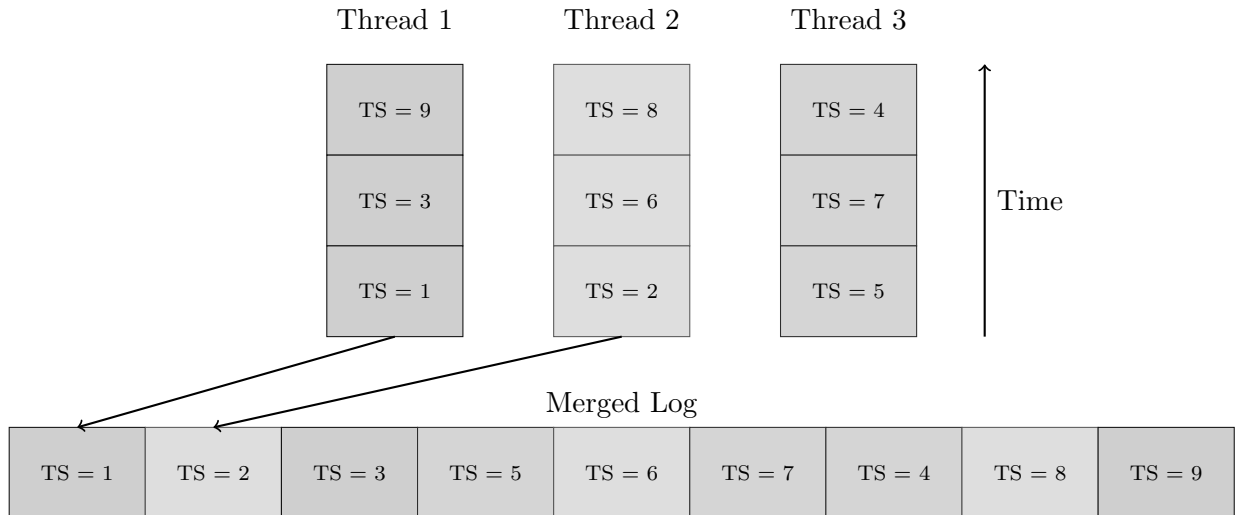 Thread 1 Thread 2 Thread 3
TS = 9 TS = 8 TS = 4
TS = 3 TS = 6 TS = 7 Time
TS = 1 TS = 2 TS = 5
Merged Log
TS = 1 TS = 2 TS = 3 TS = 5 TS = 6 TS = 7 TS = 4 TS = 8 TS = 9